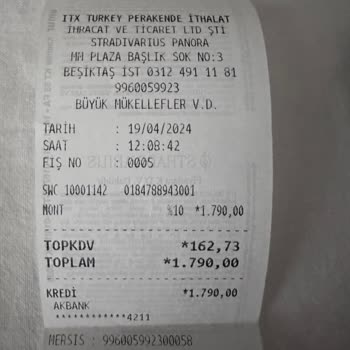 ITX TURKEY PERAKENDE İTHALAT
İHRACAT VE TİCARET LTD ŞTİ
STRADIVARIUS PANORA
MH PLAZA BAŞLIK SOK NO:3
BEŞİKTAŞ İST 0312 491 11 81
9960059923
BÜYÜK MÜKELLEFLER V.D.
TARİH : 19/04/2024
SAAT : 12:08:42
FİŞ NO : 0005
SWC 10001142 0184788943001
MONT %10 *1.790,00
TOPKDV *162,73
TOPLAM *1.790,00
KREDİ *1.790,00
AKBANK
************4211
MERSIS : 996005992300058